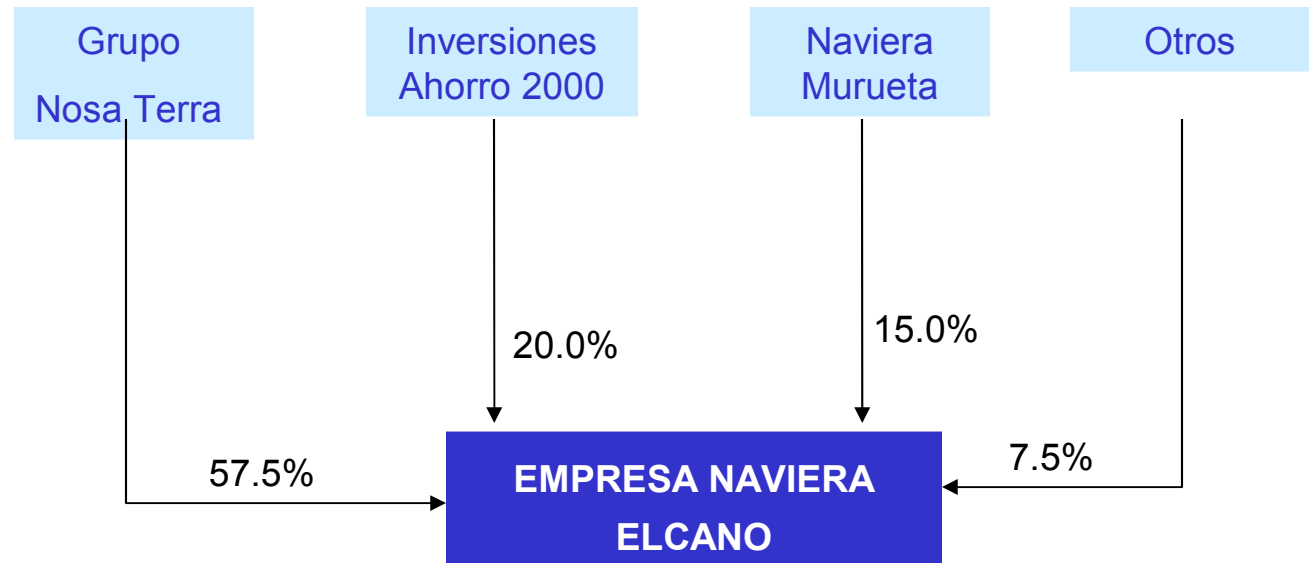 Grupo
Nosa Terra
Inversiones
Ahorro 2000
Naviera
Murueta
Otros
20.0%
15.0%
57.5%
7.5%
EMPRESA NAVIERA
ELCANO